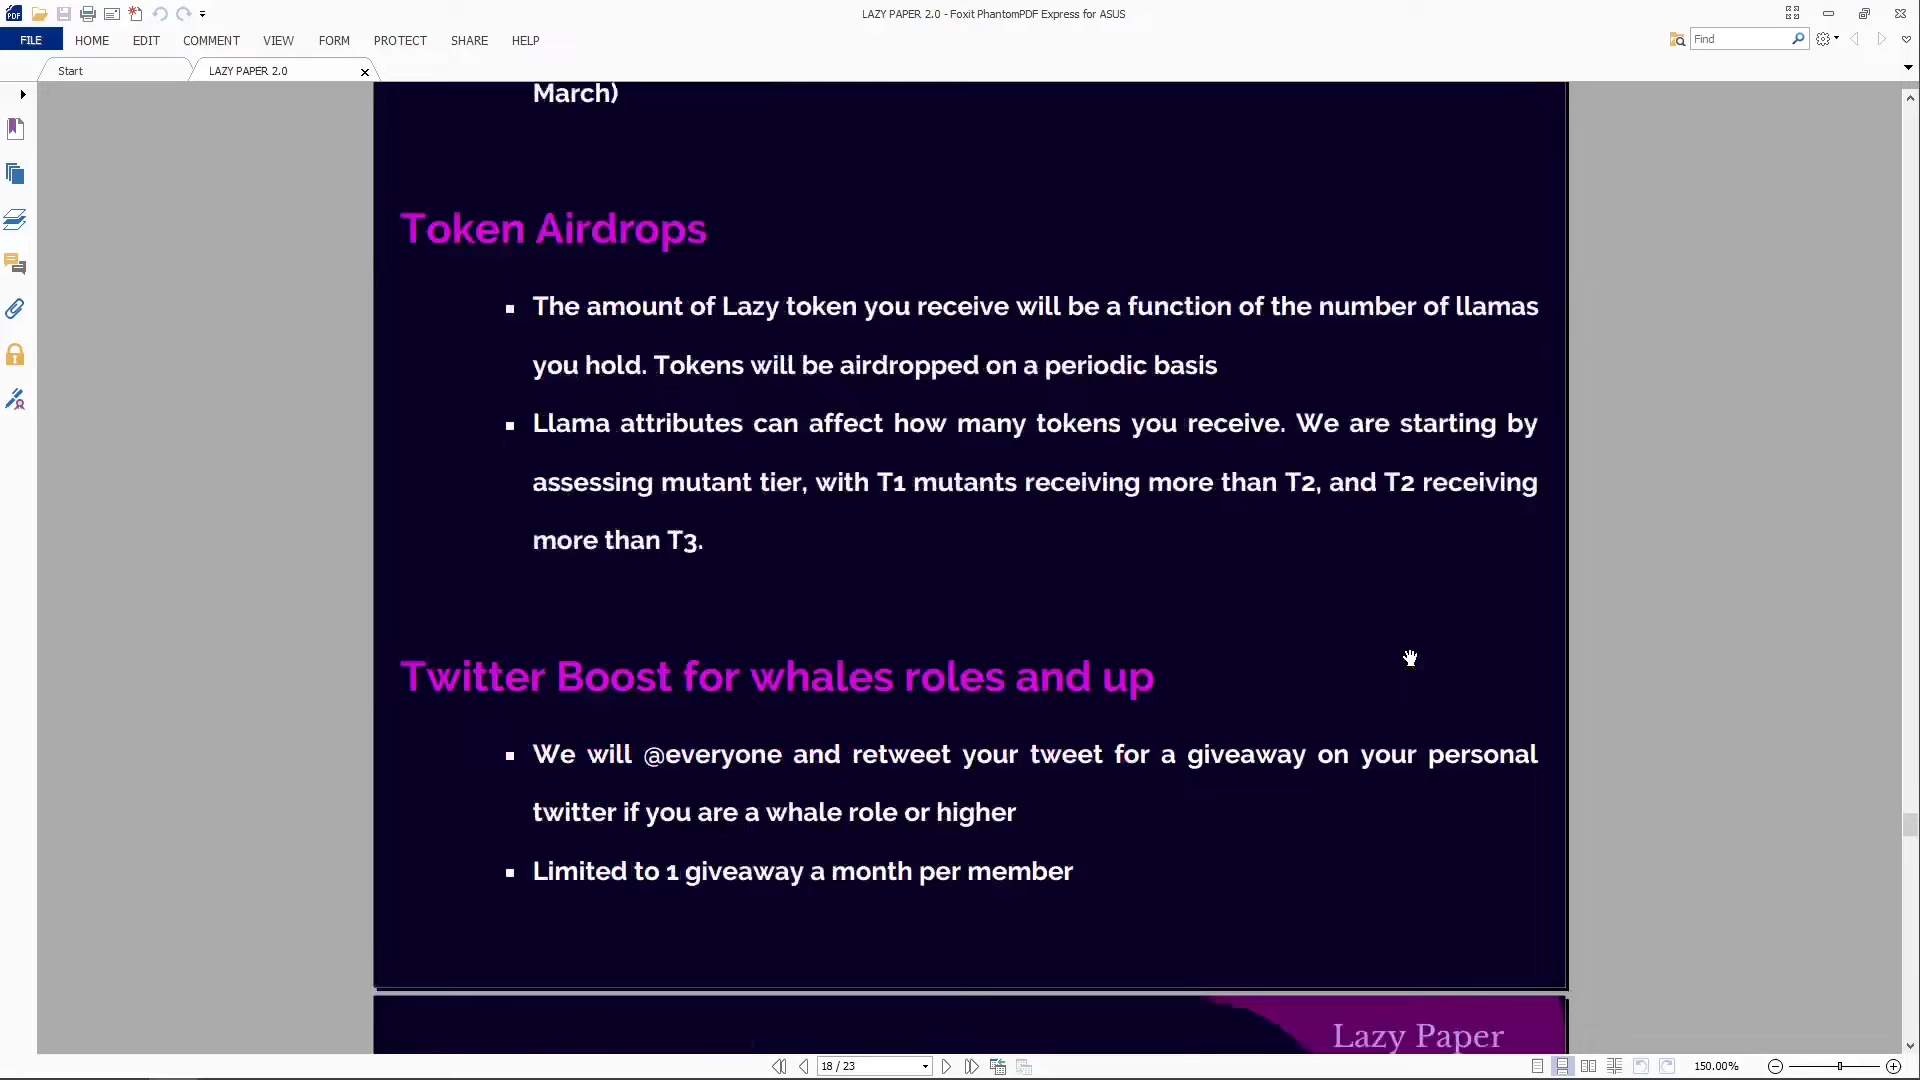 LAZY PAPER 2.0 - Foxit PhantomPDF Express for ASUS
FILE HOME EDIT COMMENT VIEW FORM PROTECT SHARE HELP
Find
Start
LAZY PAPER 2.0
March)
Token Airdrops
The amount of Lazy token you receive will be a function of the number of llamas
you hold. Tokens will be airdropped on a periodic basis
Llama attributes can affect how many tokens you receive. We are starting by
assessing mutant tier, with T1 mutants receiving more than T2, and T2 receiving
more than T3.
Twitter Boost for whales roles and up
We will @everyone and retweet your tweet for a giveaway on your personal
twitter if you are a whale role or higher
Limited to 1 giveaway a month per member
Lazy Paper
18 / 23
150.00%